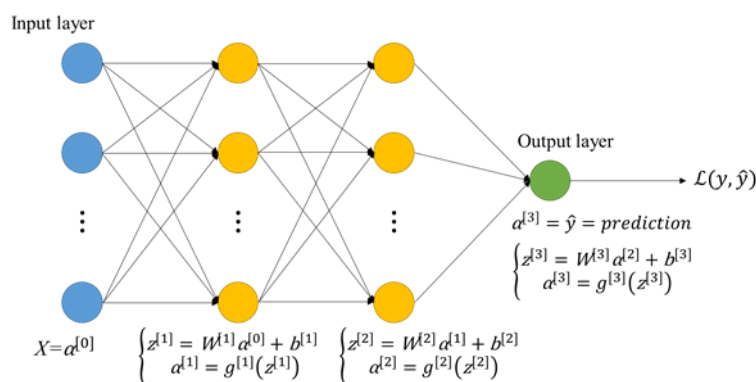 Input layer
Output layer
ℒ(y, ŷ)
a^[3] = ŷ = prediction
{z^[3] = W^[3]a^[2] + b^[3]
a^[3] = g^[3](z^[3])
X=a^[0]
{z^[1] = W^[1]a^[0] + b^[1]
a^[1] = g^[1](z^[1])
{z^[2] = W^[2]a^[1] + b^[2]
a^[2] = g^[2](z^[2])